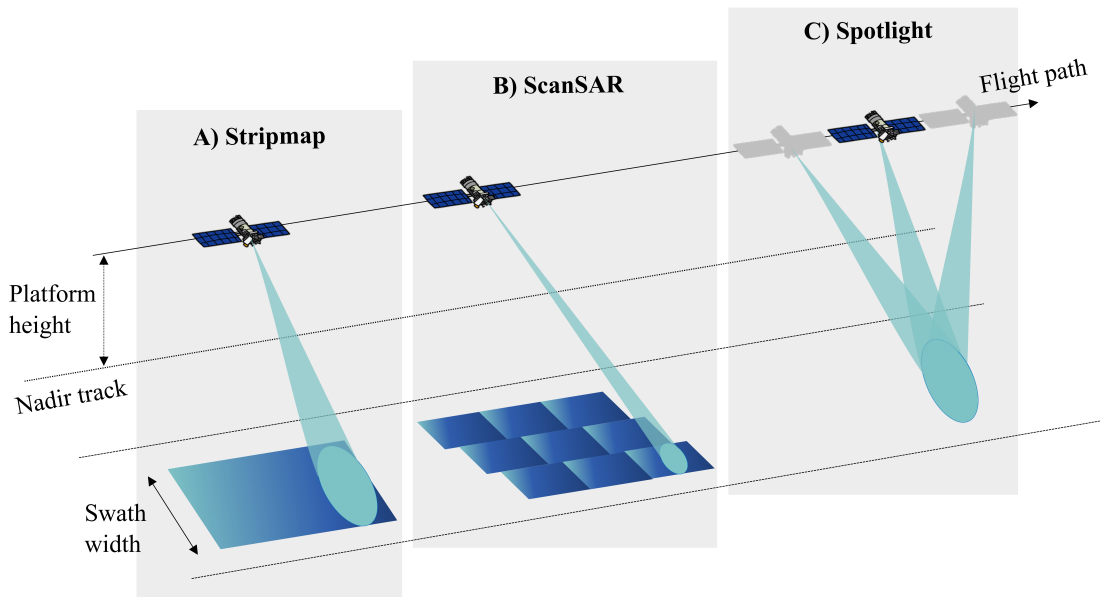 C) Spotlight
Flight path
B) ScanSAR
A) Stripmap
Platform
height
Nadir track
Swath
width